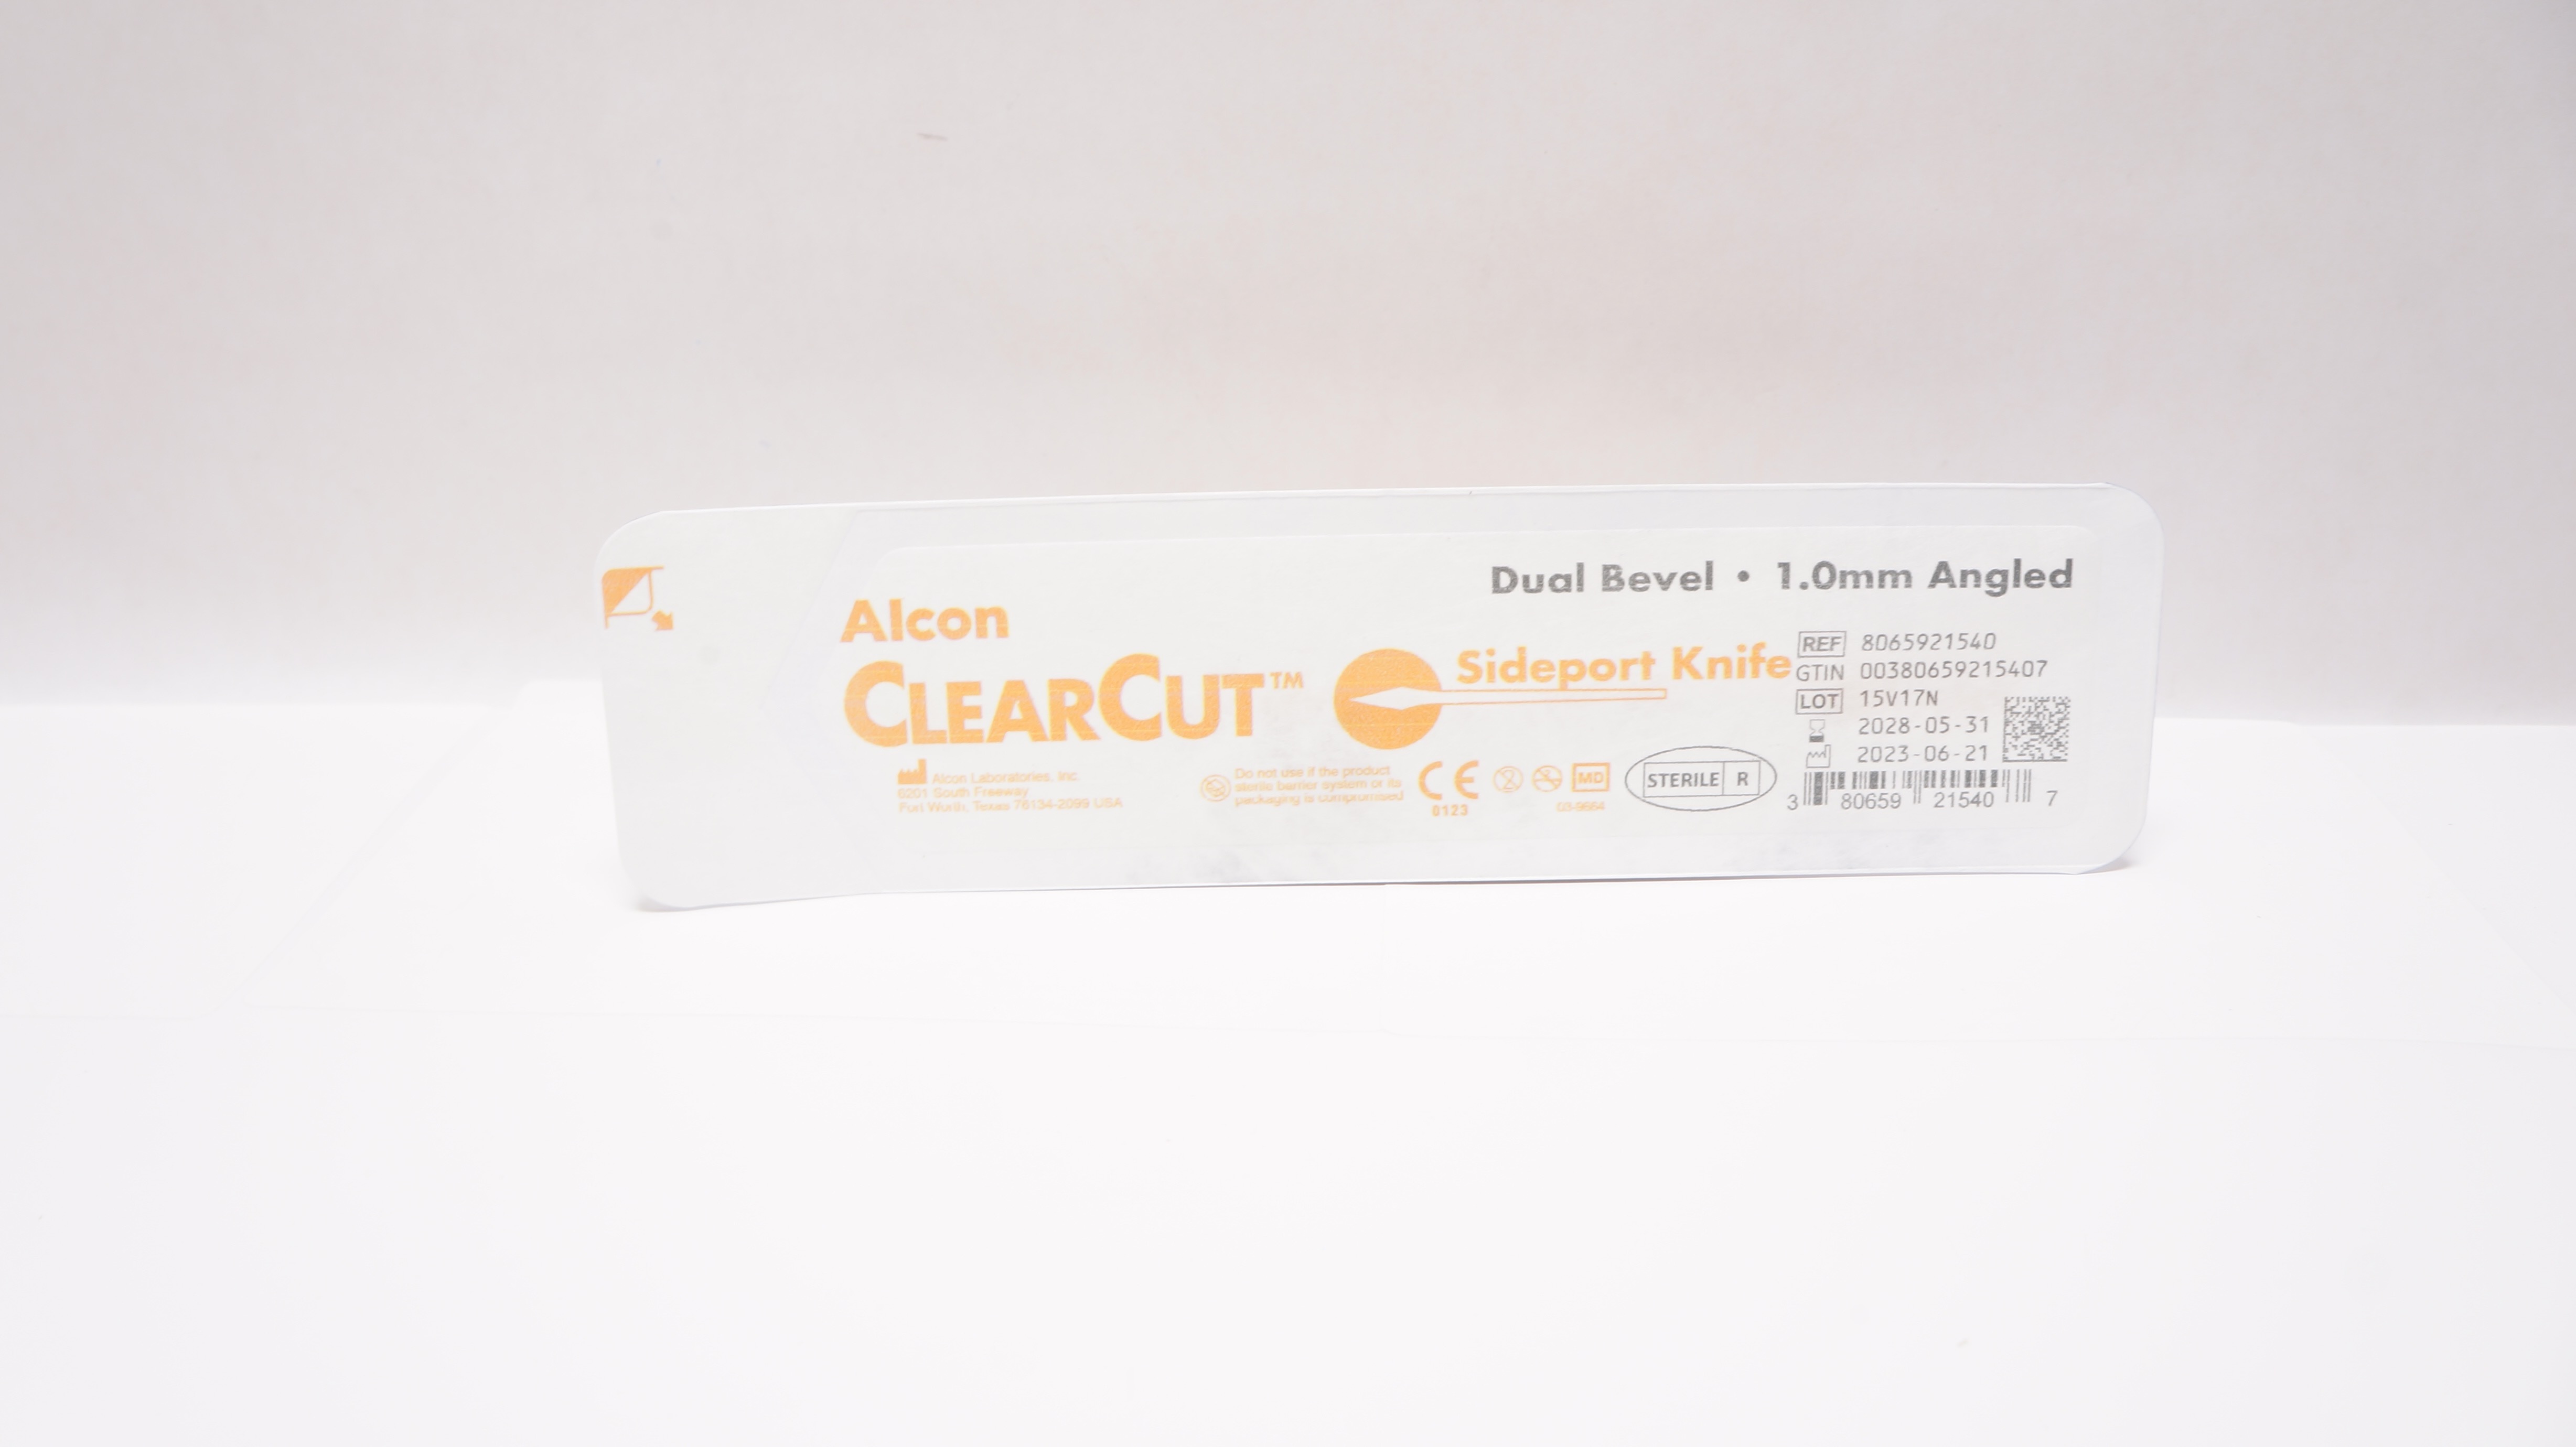 Dual Bevel • 1.0mm Angled
Alcon
CLEARCUT™
Sideport Knife
REF 8065921540
GTIN 00380659215407
LOT 15V17N
2028-05-31
2023-06-21
Alcon Laboratories, Inc.
6201 South Freeway
Fort Worth, Texas 76134-2099 USA
Do not use if the product
sterile barrier system or its
packaging is compromised
CE
0123
2
MD
STERILE R
3 80659 21540 7